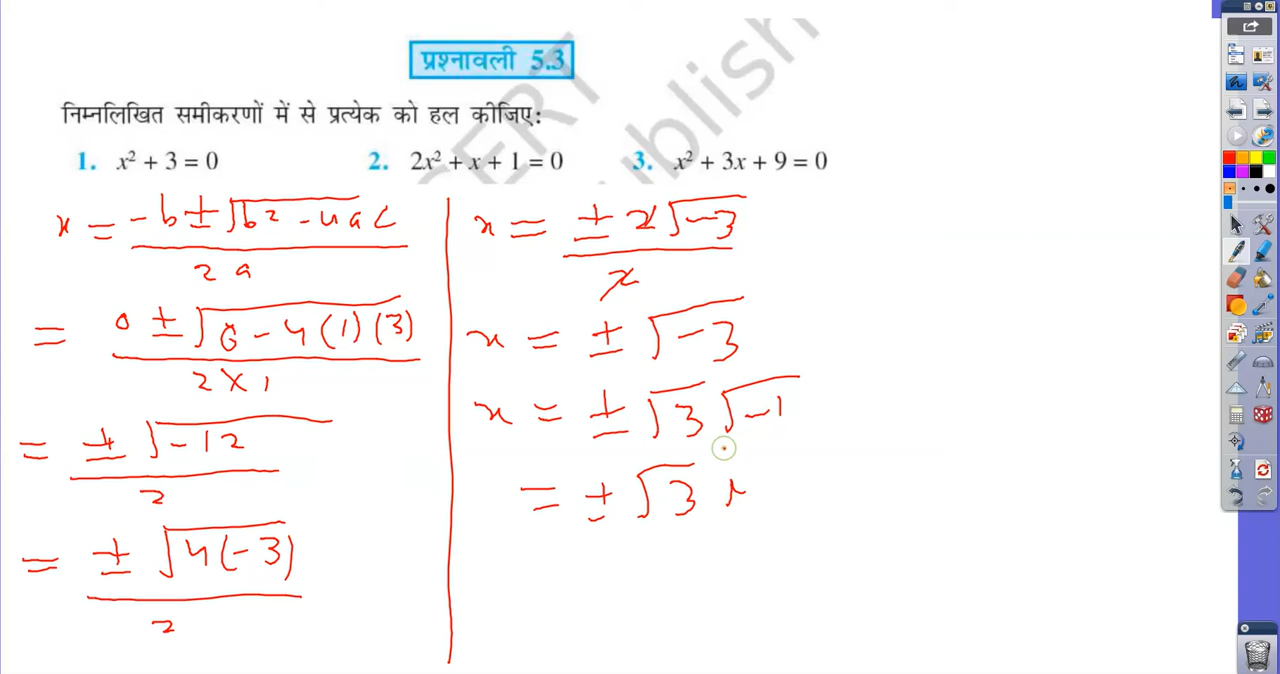 प्रश्नावली 5.3
निम्नलिखित समीकरणों में से प्रत्येक को हल कीजिए:
1. x² + 3 = 0 2. 2x² + x + 1 = 0 3. x² + 3x + 9 = 0
x = (-b ± √(b² - 4ac)) / 2a
= (0 ± √(0 - 4(1)(3))) / (2 × 1)
= ± √(-12) / 2
= ± √(4(-3)) / 2
x = ± 2√(-3) / 2
x = ± √(-3)
x = ± √3 √(-1)
= ± √3 i